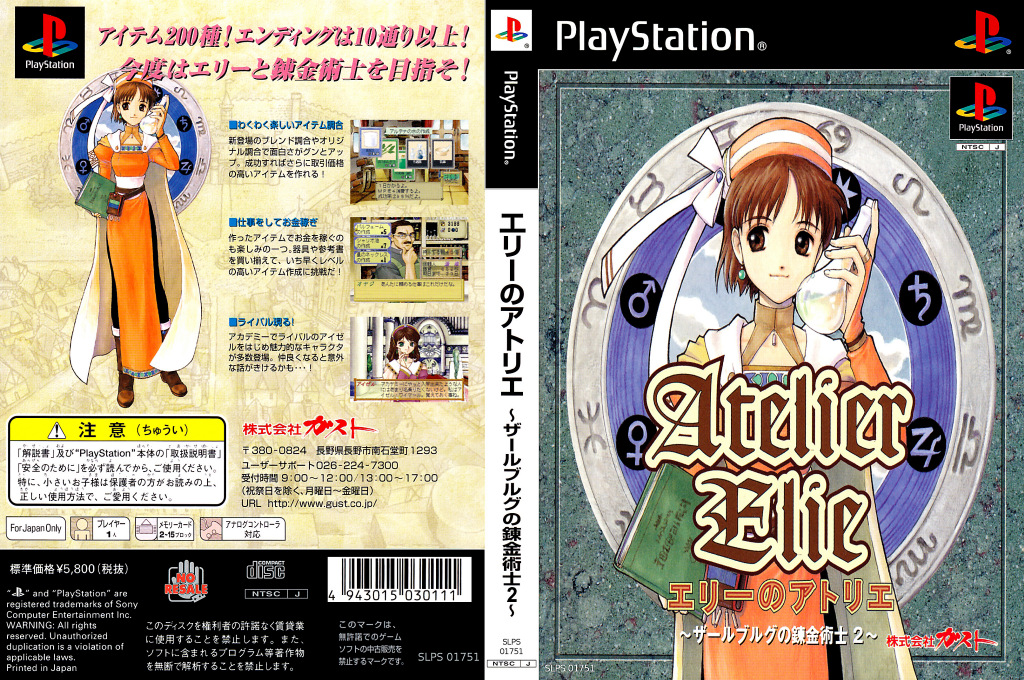 PlayStation
アイテム200種!エンディングは10通り以上!
今度はエリーと錬金術士を目指そ!
■わくわく楽しいアイテム調合
新登場のブレンド調合やオリジ
ナル調合で面白さがグンとアッ
プ。成功すればさらに取引価格
の高いアイテムを作れる!
■仕事をしてお金稼ぎ
作ったアイテムでお金を稼ぐの
も楽しみの一つ。器具や参考書
を買い揃えて、いち早くレベル
の高いアイテム作成に挑戦だ!
■ライバル現る!
アカデミーでライバルのアイゼ
ルをはじめ魅力的なキャラクタ
が多数登場。仲良くなると意外
な話がきけるかも・・・!
注意(ちゅうい)
「解説書」及び“PlayStation”本体の「取扱説明書」
「安全のために」を必ず読んでから、ご使用ください。
特に、小さいお子様は保護者の方がお読みの上、
正しい使用方法で、ご愛用ください。
株式会社ガスト
〒380-0824 長野県長野市南石堂町1293
ユーザーサポート026-224-7300
受付時間 9:00~12:00/13:00~17:00
(祝祭日を除く、月曜日~金曜日)
URL http://www.gust.co.jp/
For Japan Only
プレイヤー
1人
メモリーカード
2-15ブロック
アナログコントローラ
対応
標準価格¥5,800(税抜)
“ ” and “PlayStation” are
registered trademarks of Sony
Computer Entertainment Inc.
WARNING: All rights
reserved. Unauthorized
duplication is a violation of
applicable laws.
Printed in Japan
NO
RESALE
COMPACT
disc
NTSC J
4 943015 030111
このディスクを権利者の許諾なく賃貸業
に使用することを禁止します。また、
ソフトに含まれるプログラム等著作物
を無断で解析することを禁止します。
このマークは、
無許諾でのゲーム
ソフトの中古販売を
禁止するマークです。
SLPS 01751
PlayStation®
エリーのアトリエ ~ザールブルグの錬金術士2~
SLPS
01751
NTSC J
PlayStation®
PlayStation
NTSC J
Atelier
Elie
エリーのアトリエ
~ザールブルグの錬金術士2~
株式会社ガスト
SLPS 01751